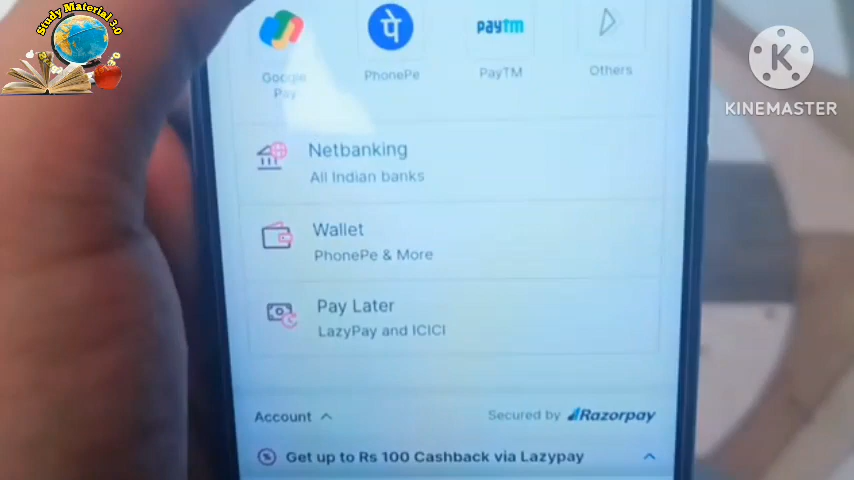 Study Material 3.0
Google Pay
PhonePe
PayTM
Others
पे
Paytm
K
KINEMASTER
Netbanking
All Indian banks
Wallet
PhonePe & More
Pay Later
LazyPay and ICICI
Account
Secured by Razorpay
Get up to Rs 100 Cashback via Lazypay